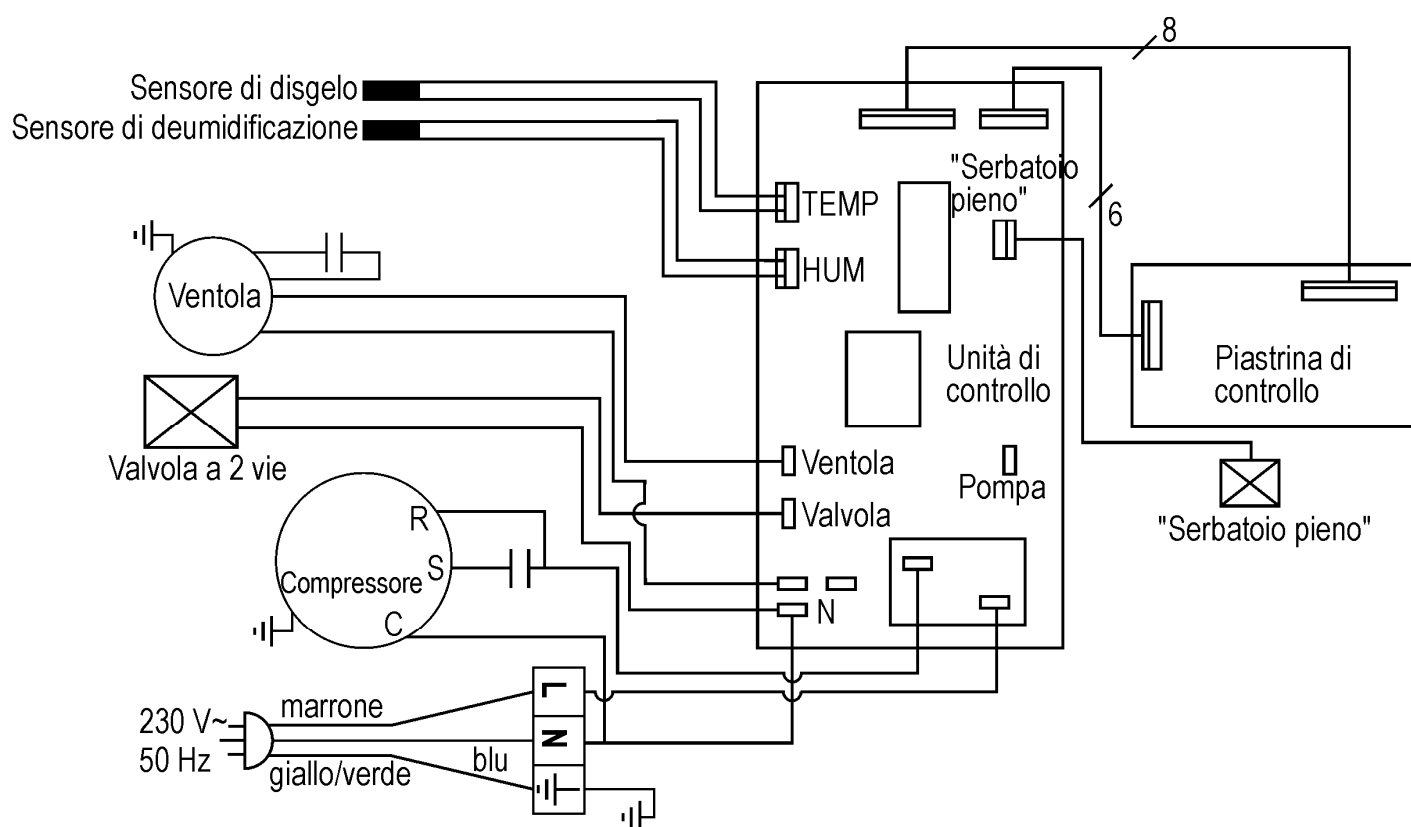 8
Sensore di disgelo
Sensore di deumidificazione
"Serbatoio
pieno"
TEMP
6
HUM
Ventola
Unità di
controllo
Piastrina di
controllo
Valvola a 2 vie
Ventola
Pompa
Valvola
"Serbatoio pieno"
R
S
Compressore
C
N
L
marrone
230 V~
N
50 Hz
blu
giallo/verde